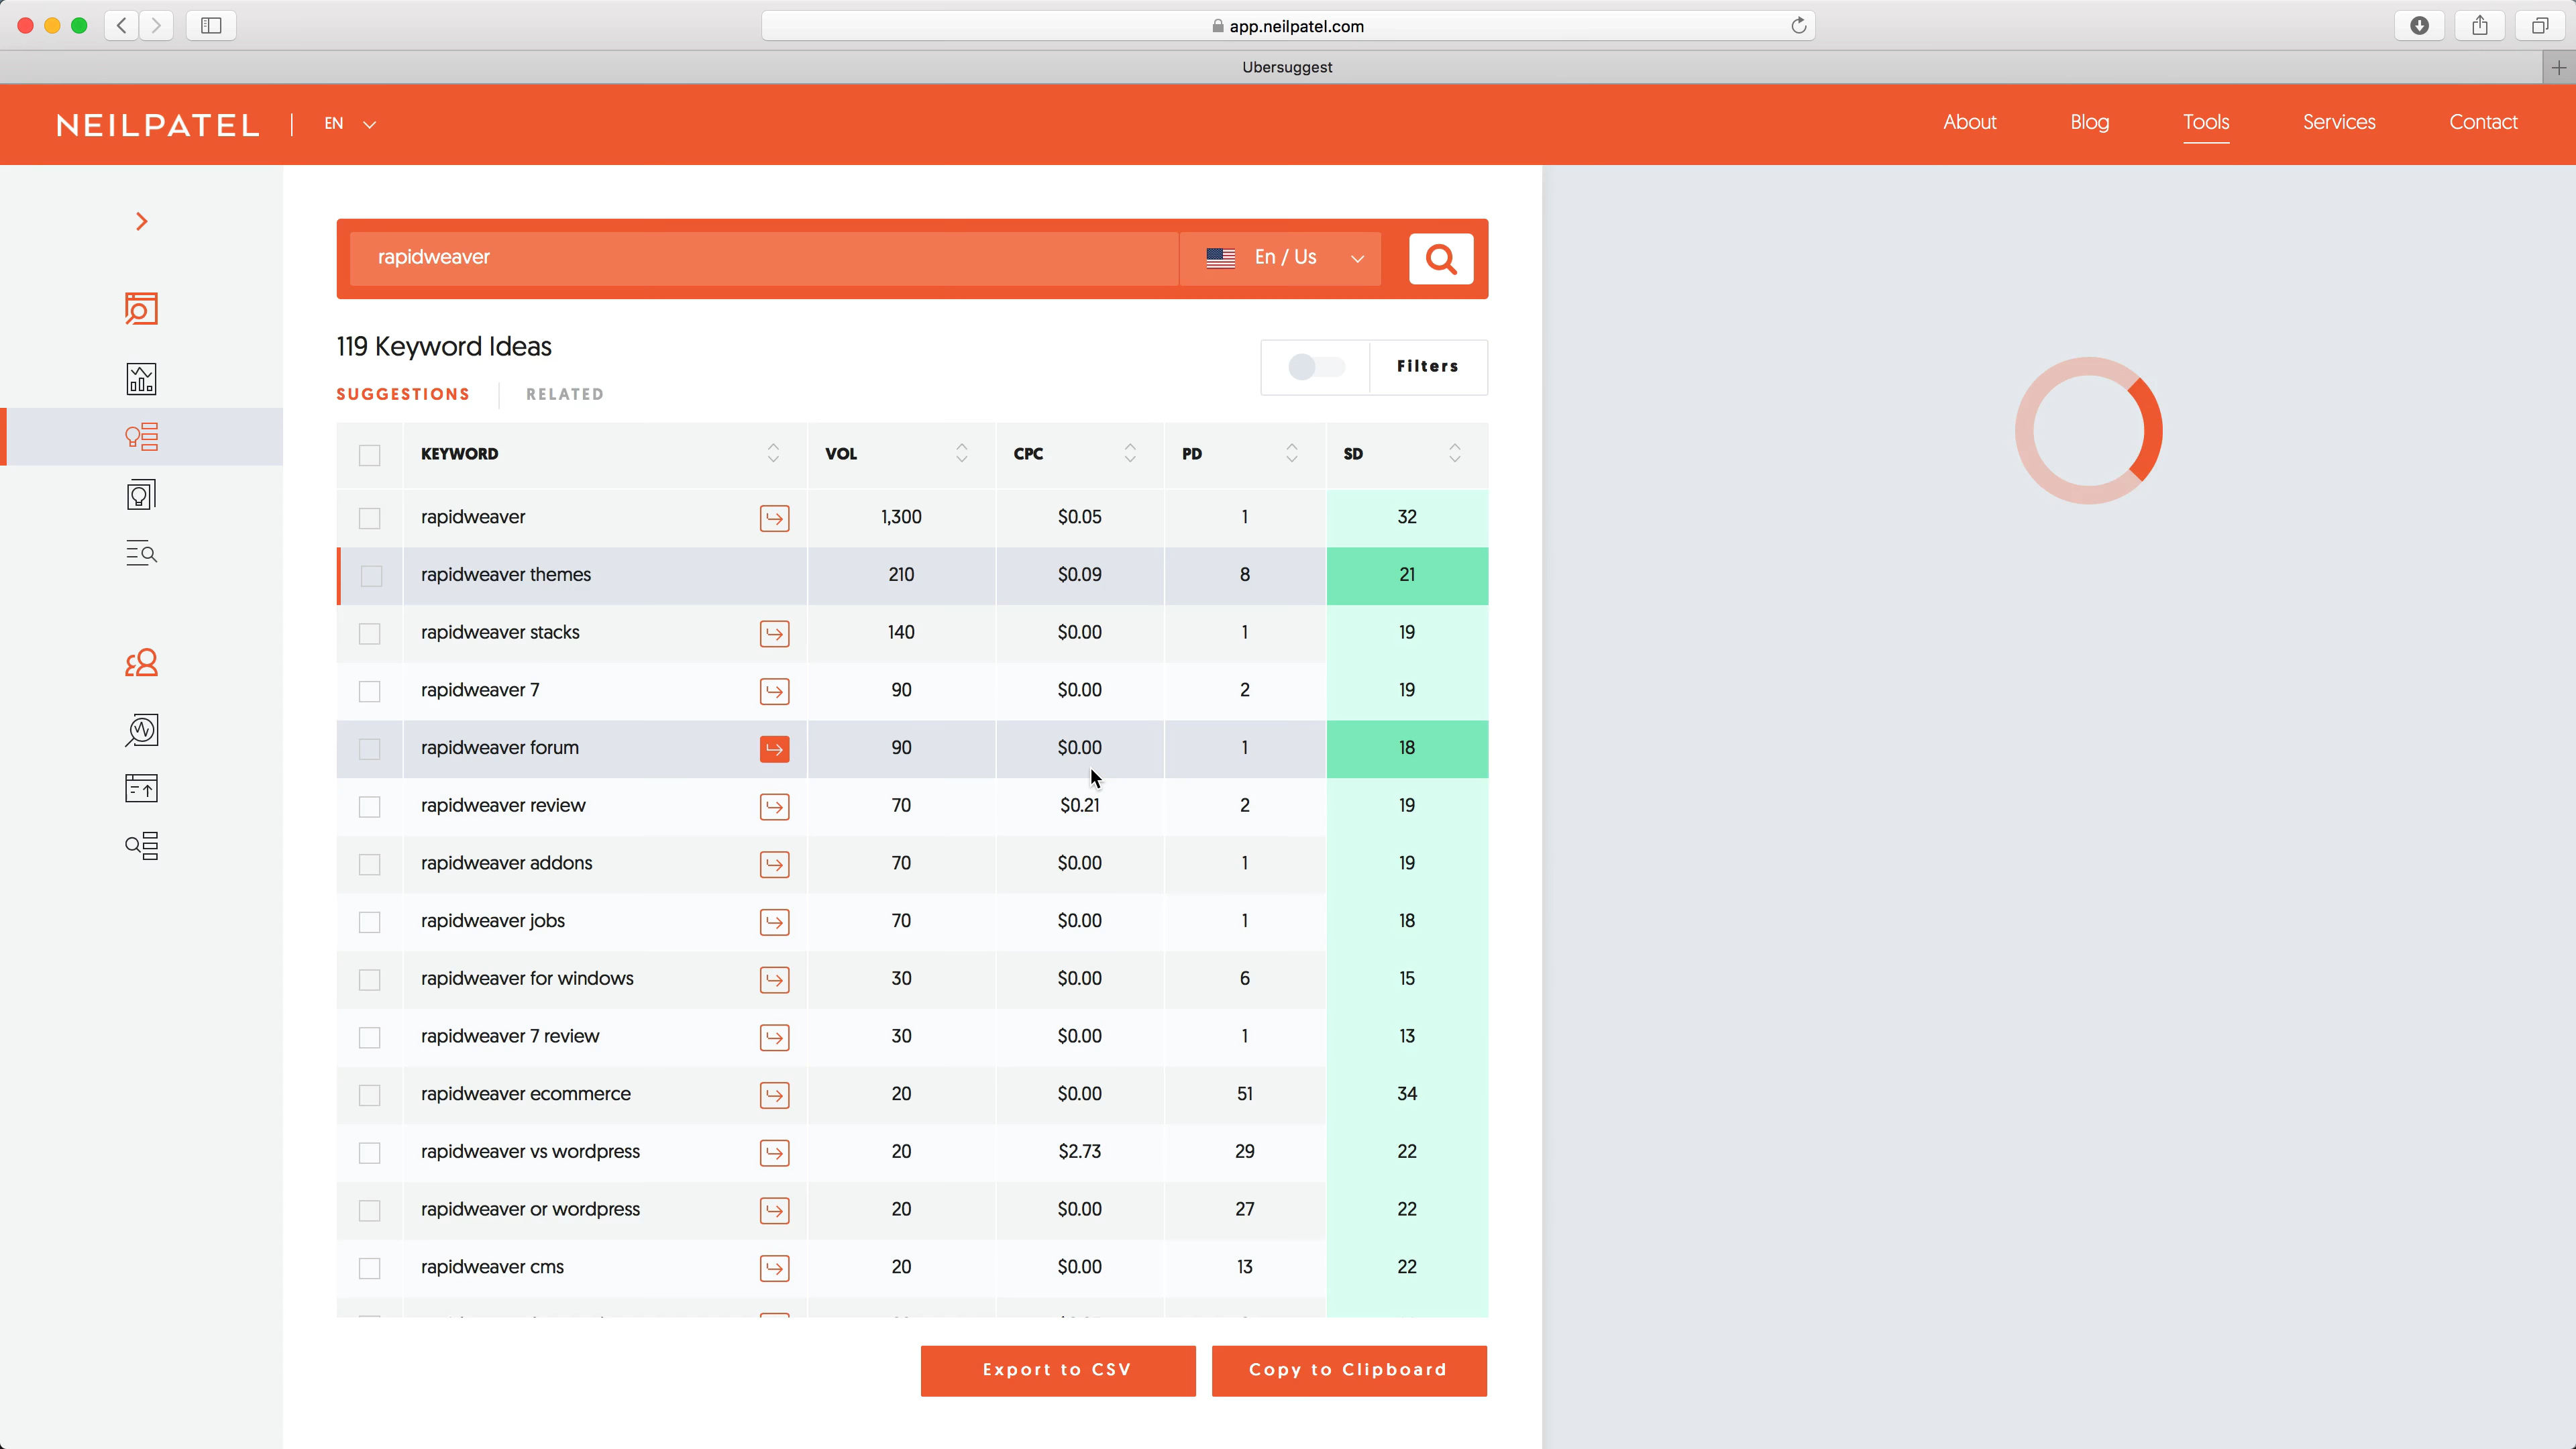 app.neilpatel.com
Ubersuggest
NEILPATEL | EN About Blog Tools Services Contact
rapidweaver En / Us
119 Keyword Ideas
Filters
SUGGESTIONS RELATED
KEYWORD VOL CPC PD SD
rapidweaver 1,300 $0.05 1 32
rapidweaver themes 210 $0.09 8 21
rapidweaver stacks 140 $0.00 1 19
rapidweaver 7 90 $0.00 2 19
rapidweaver forum 90 $0.00 1 18
rapidweaver review 70 $0.21 2 19
rapidweaver addons 70 $0.00 1 19
rapidweaver jobs 70 $0.00 1 18
rapidweaver for windows 30 $0.00 6 15
rapidweaver 7 review 30 $0.00 1 13
rapidweaver ecommerce 20 $0.00 51 34
rapidweaver vs wordpress 20 $2.73 29 22
rapidweaver or wordpress 20 $0.00 27 22
rapidweaver cms 20 $0.00 13 22
Export to CSV Copy to Clipboard